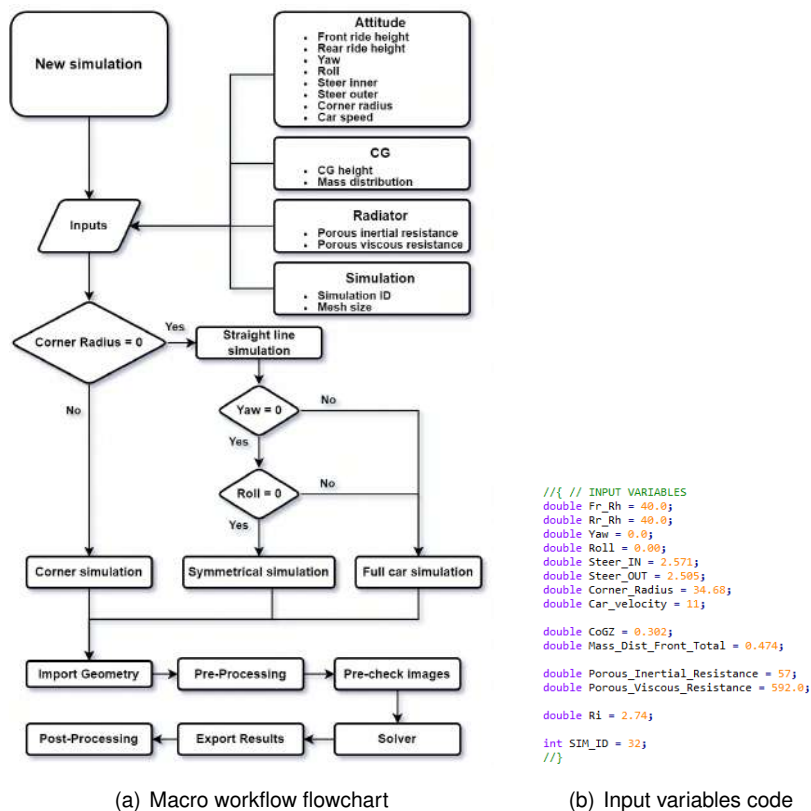 New simulation
Attitude
• Front ride height
• Rear ride height
• Yaw
• Roll
• Steer inner
• Steer outer
• Corner radius
• Car speed
CG
• CG height
• Mass distribution
Inputs
Radiator
• Porous inertial resistance
• Porous viscous resistance
Simulation
• Simulation ID
• Mesh size
Corner Radius = 0
Yes
Straight line
simulation
No
Yaw = 0
No
Yes
Roll = 0
No
Yes
Corner simulation
Symmetrical simulation
Full car simulation
Import Geometry
Pre-Processing
Pre-check images
Post-Processing
Export Results
Solver
(a) Macro workflow flowchart
//{ // INPUT VARIABLES
double Fr_Rh = 40.0;
double Rr_Rh = 40.0;
double Yaw = 0.0;
double Roll = 0.00;
double Steer_IN = 2.571;
double Steer_OUT = 2.505;
double Corner_Radius = 34.68;
double Car_velocity = 11;
double CoGZ = 0.302;
double Mass_Dist_Front_Total = 0.474;
double Porous_Inertial_Resistance = 57;
double Porous_Viscous_Resistance = 592.0;
double Ri = 2.74;
int SIM_ID = 32;
//}
(b) Input variables code